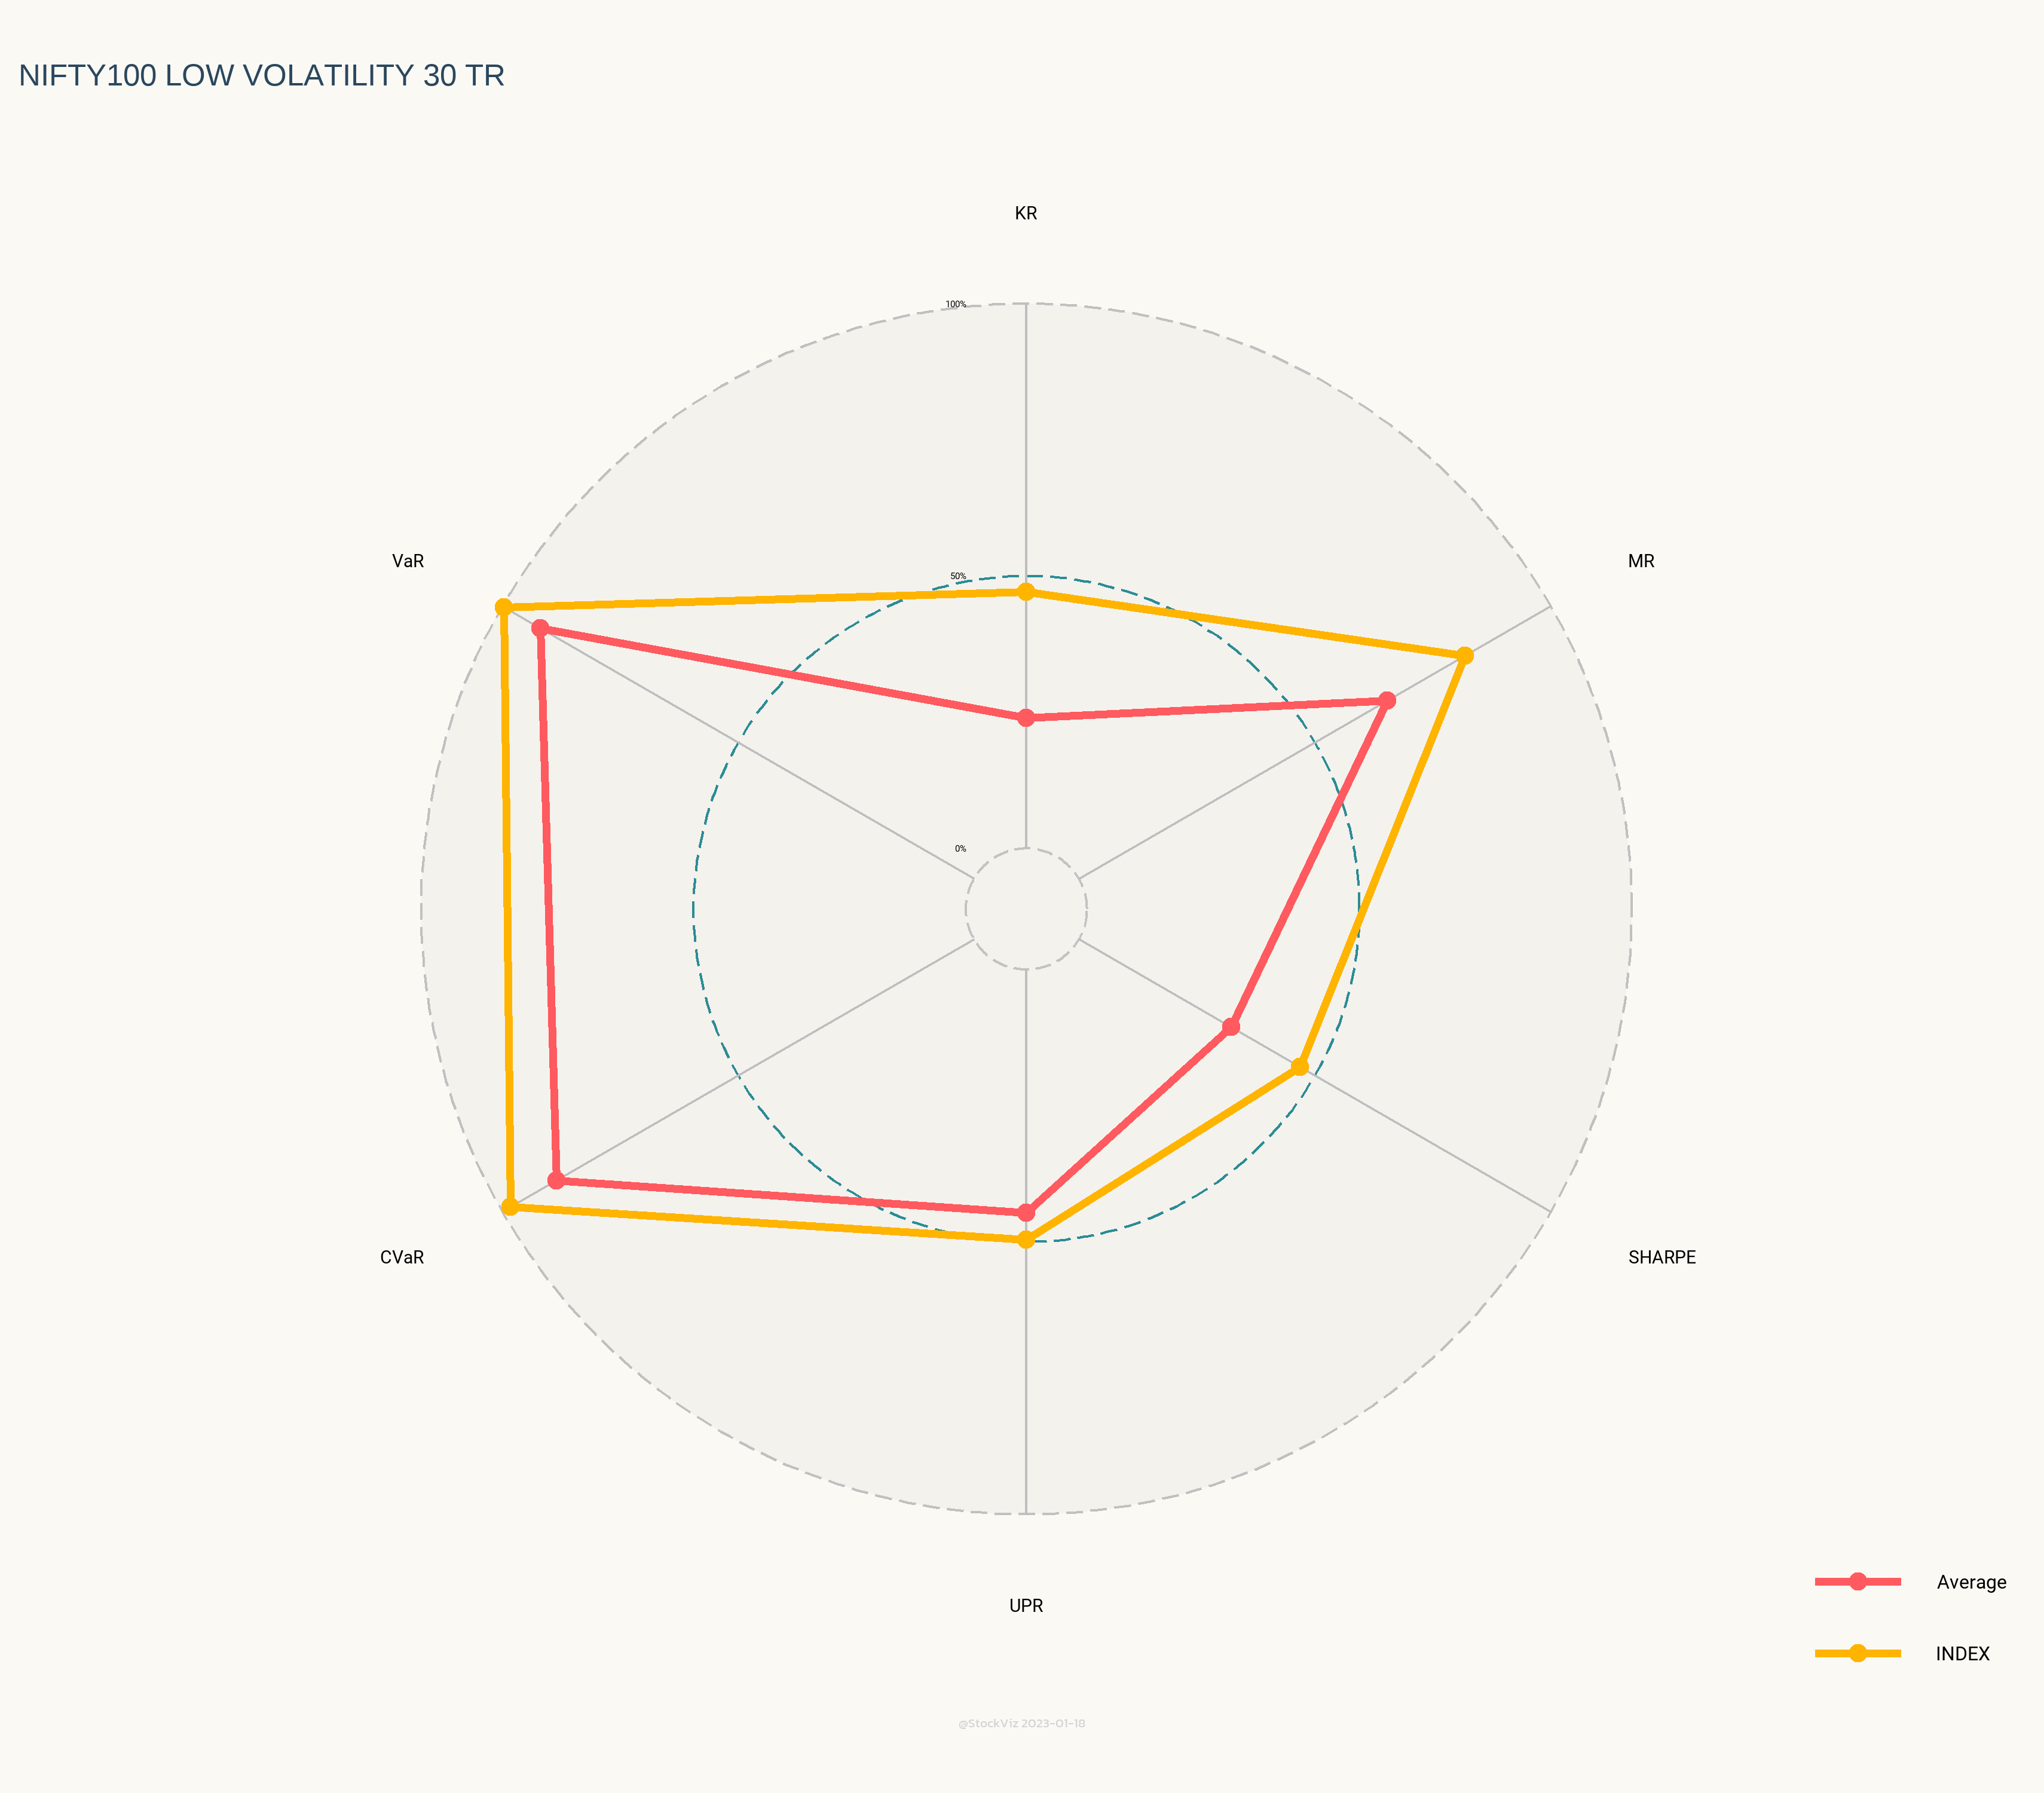 NIFTY100 LOW VOLATILITY 30 TR
KR
100%
VaR
50%
MR
0%
CVaR
SHARPE
UPR
Average
INDEX
@StockViz 2023-01-18